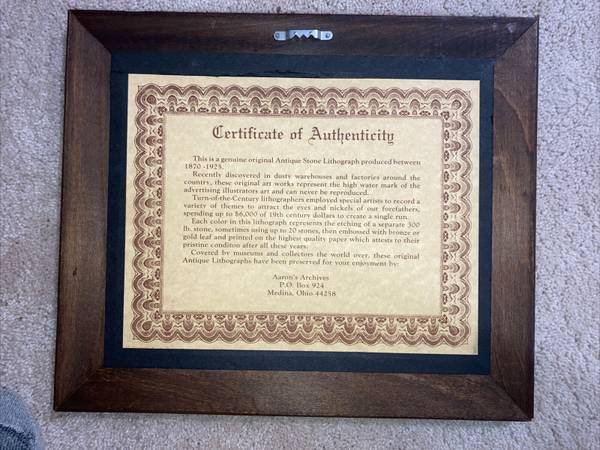 Certificate of Authenticity
This is a genuine original Antique Stone Lithograph produced between
1870 -1925.
Recently discovered in dusty warehouses and factories around the
country, these original art works represent the high water mark of the
advertising illustrators art and can never be reproduced...
Turn-of-the-Century lithographers employed special artists to record a
variety of themes to attract the eyes and nickels of our forefathers,
spending up to $6,000 of 19th century dollars to create a single run.
Each color in this lithograph represents the etching of a separate 300
lb. stone, sometimes using up to 20 stones, then embossed with bronze or
gold leaf and printed on the highest quality paper which attests to their
pristine conditon after all these years.
Covered by museums and collectors the world over, these original
Antique Lithographs have been preserved for your enjoyment by:
Aaron's Archives
P.O. Box 924
Medina, Ohio 44258